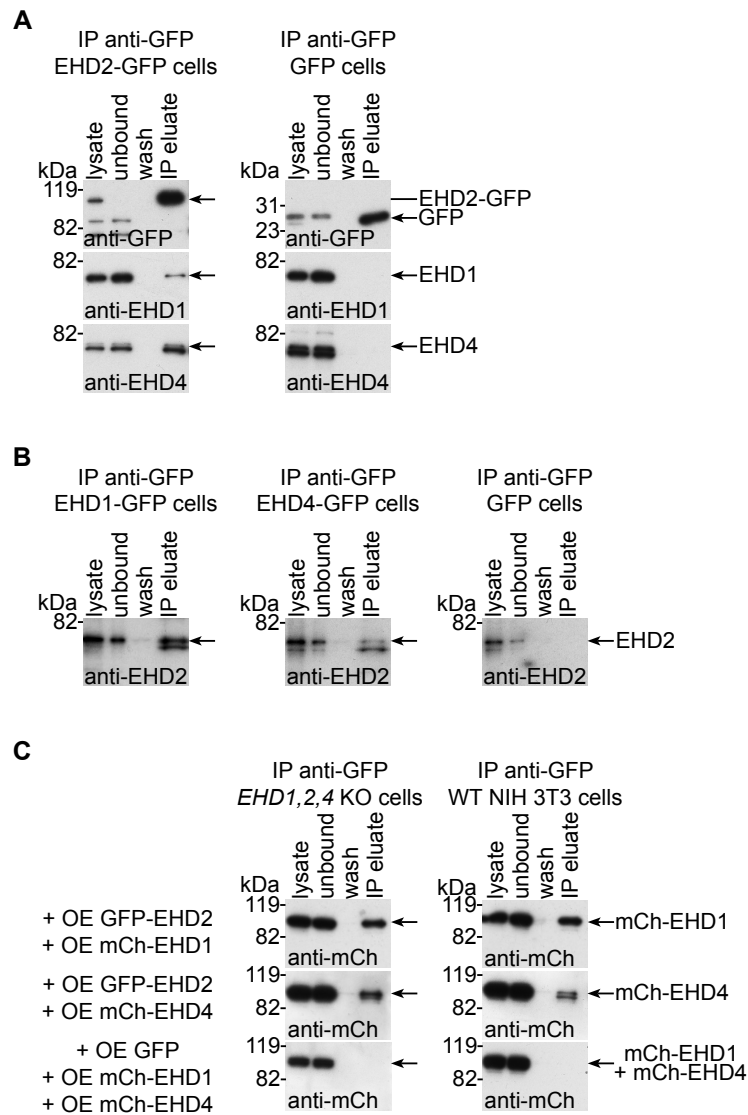 A
IP anti-GFP
EHD2-GFP cells
IP anti-GFP
GFP cells
lysate
unbound
wash
IP eluate
lysate
unbound
wash
IP eluate
kDa
119-
82-
anti-GFP
31-
23-
anti-GFP
EHD2-GFP
GFP
82-
anti-EHD1
82-
anti-EHD1
EHD1
82-
anti-EHD4
82-
anti-EHD4
EHD4
kDa
B
IP anti-GFP
EHD1-GFP cells
IP anti-GFP
EHD4-GFP cells
IP anti-GFP
GFP cells
lysate
unbound
wash
IP eluate
lysate
unbound
wash
IP eluate
lysate
unbound
wash
IP eluate
kDa
82-
anti-EHD2
kDa
82-
anti-EHD2
kDa
82-
anti-EHD2
EHD2
C
IP anti-GFP
EHD1,2,4 KO cells
IP anti-GFP
WT NIH 3T3 cells
lysate
unbound
wash
IP eluate
lysate
unbound
wash
IP eluate
kDa
kDa
+ OE GFP-EHD2
+ OE mCh-EHD1
119-
82-
anti-mCh
119-
82-
anti-mCh
mCh-EHD1
+ OE GFP-EHD2
+ OE mCh-EHD4
119-
82-
anti-mCh
119-
82-
anti-mCh
mCh-EHD4
+ OE GFP
+ OE mCh-EHD1
+ OE mCh-EHD4
119-
82-
anti-mCh
119-
82-
anti-mCh
mCh-EHD1
+ mCh-EHD4